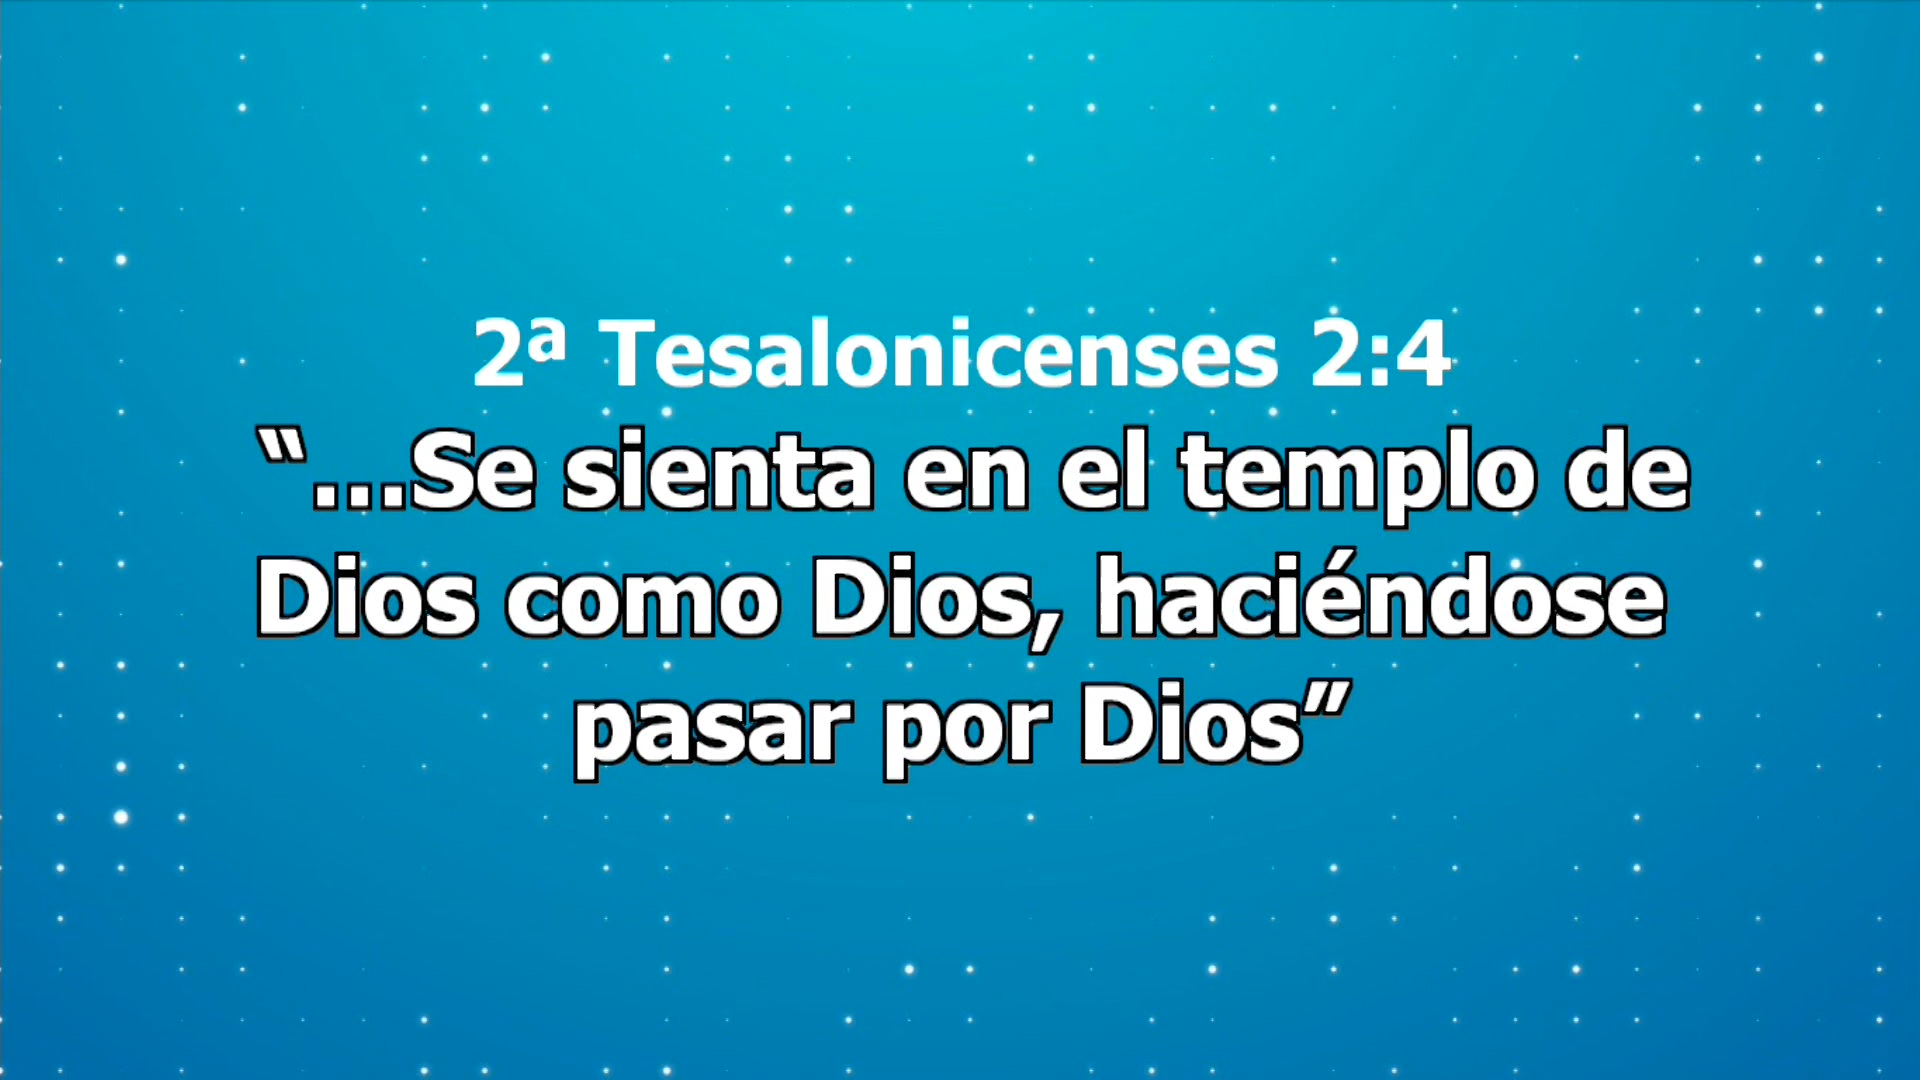 2ª Tesalonicenses 2:4
“...Se sienta en el templo de
Dios como Dios, haciéndose
pasar por Dios”